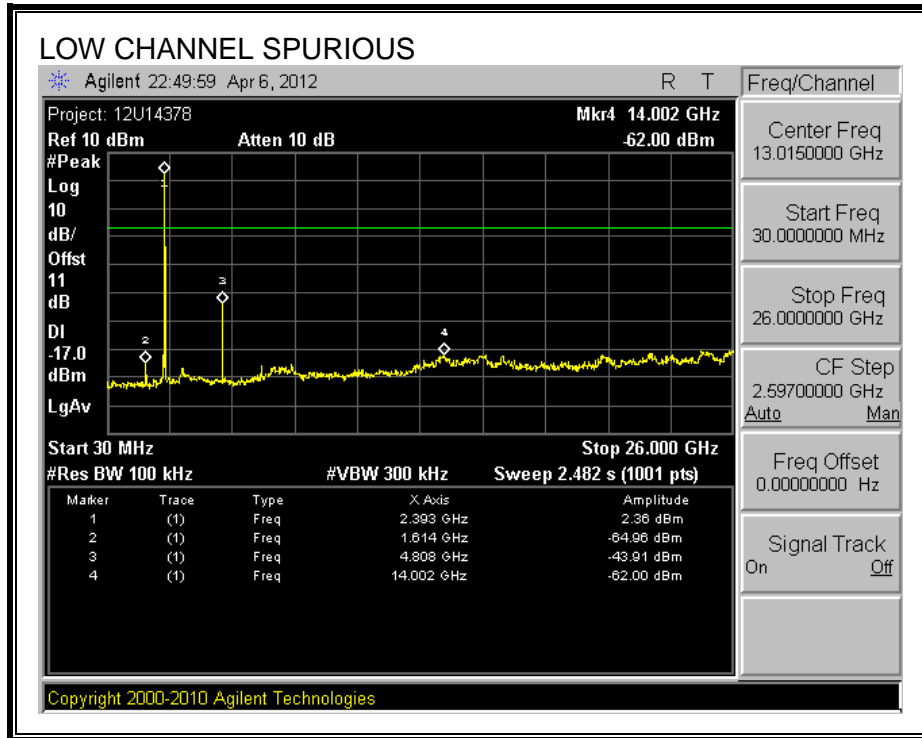 LOW CHANNEL SPURIOUS
Agilent 22:49:59 Apr 6, 2012 R T
Freq/Channel
Project: 12U14378 Mkr4 14.002 GHz
Ref 10 dBm Atten 10 dB -62.00 dBm
#Peak
Log
10
dB/
Offst
11
dB
DI
-17.0
dBm
LgAv
1
2
3
4
Start 30 MHz Stop 26.000 GHz
#Res BW 100 kHz #VBW 300 kHz Sweep 2.482 s (1001 pts)
Marker Trace Type X Axis Amplitude
1 (1) Freq 2.393 GHz 2.36 dBm
2 (1) Freq 1.614 GHz -64.96 dBm
3 (1) Freq 4.808 GHz -43.91 dBm
4 (1) Freq 14.002 GHz -62.00 dBm
Center Freq
13.0150000 GHz
Start Freq
30.0000000 MHz
Stop Freq
26.0000000 GHz
CF Step
2.59700000 GHz
Auto Man
Freq Offset
0.00000000 Hz
Signal Track
On Off
Copyright 2000-2010 Agilent Technologies